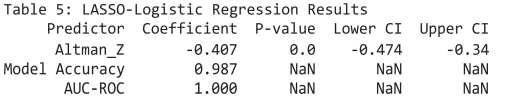 Table 5: LASSO-Logistic Regression Results
Predictor Coefficient P-value Lower CI Upper CI
Altman_Z -0.407 0.0 -0.474 -0.34
Model Accuracy 0.987 NaN NaN NaN
AUC-ROC 1.000 NaN NaN NaN